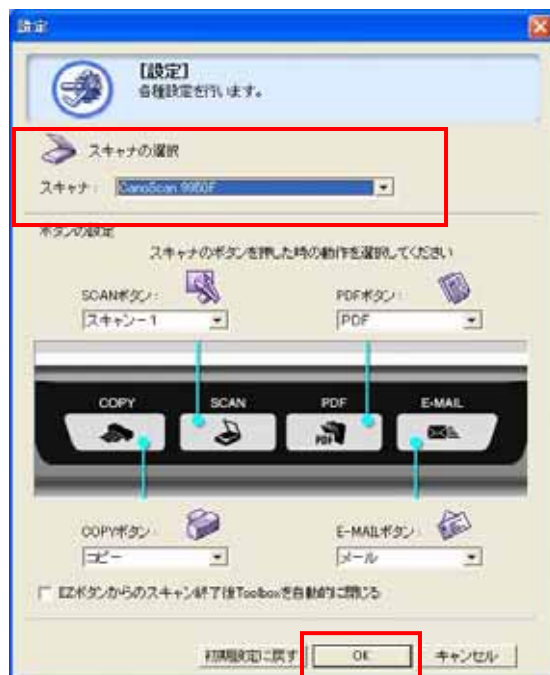 設定
【設定】
各種設定を行います。
スキャナの選択
スキャナ: CanoScan 9950F
ボタンの設定
スキャナのボタンを押した時の動作を選択してください
SCANボタン: PDFボタン:
スキャン-1 PDF
COPY SCAN PDF E-MAIL
PDF
COPYボタン: E-MAILボタン:
コピー メール
EZボタンからのスキャン終了後Toolboxを自動的に閉じる
初期設定に戻す OK キャンセル